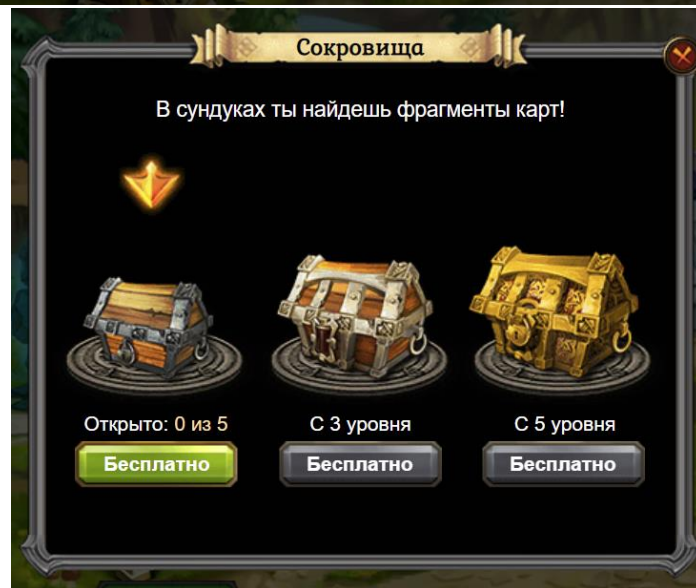 Сокровища
В сундуках ты найдешь фрагменты карт!
Открыто: 0 из 5
С 3 уровня
С 5 уровня
Бесплатно
Бесплатно
Бесплатно